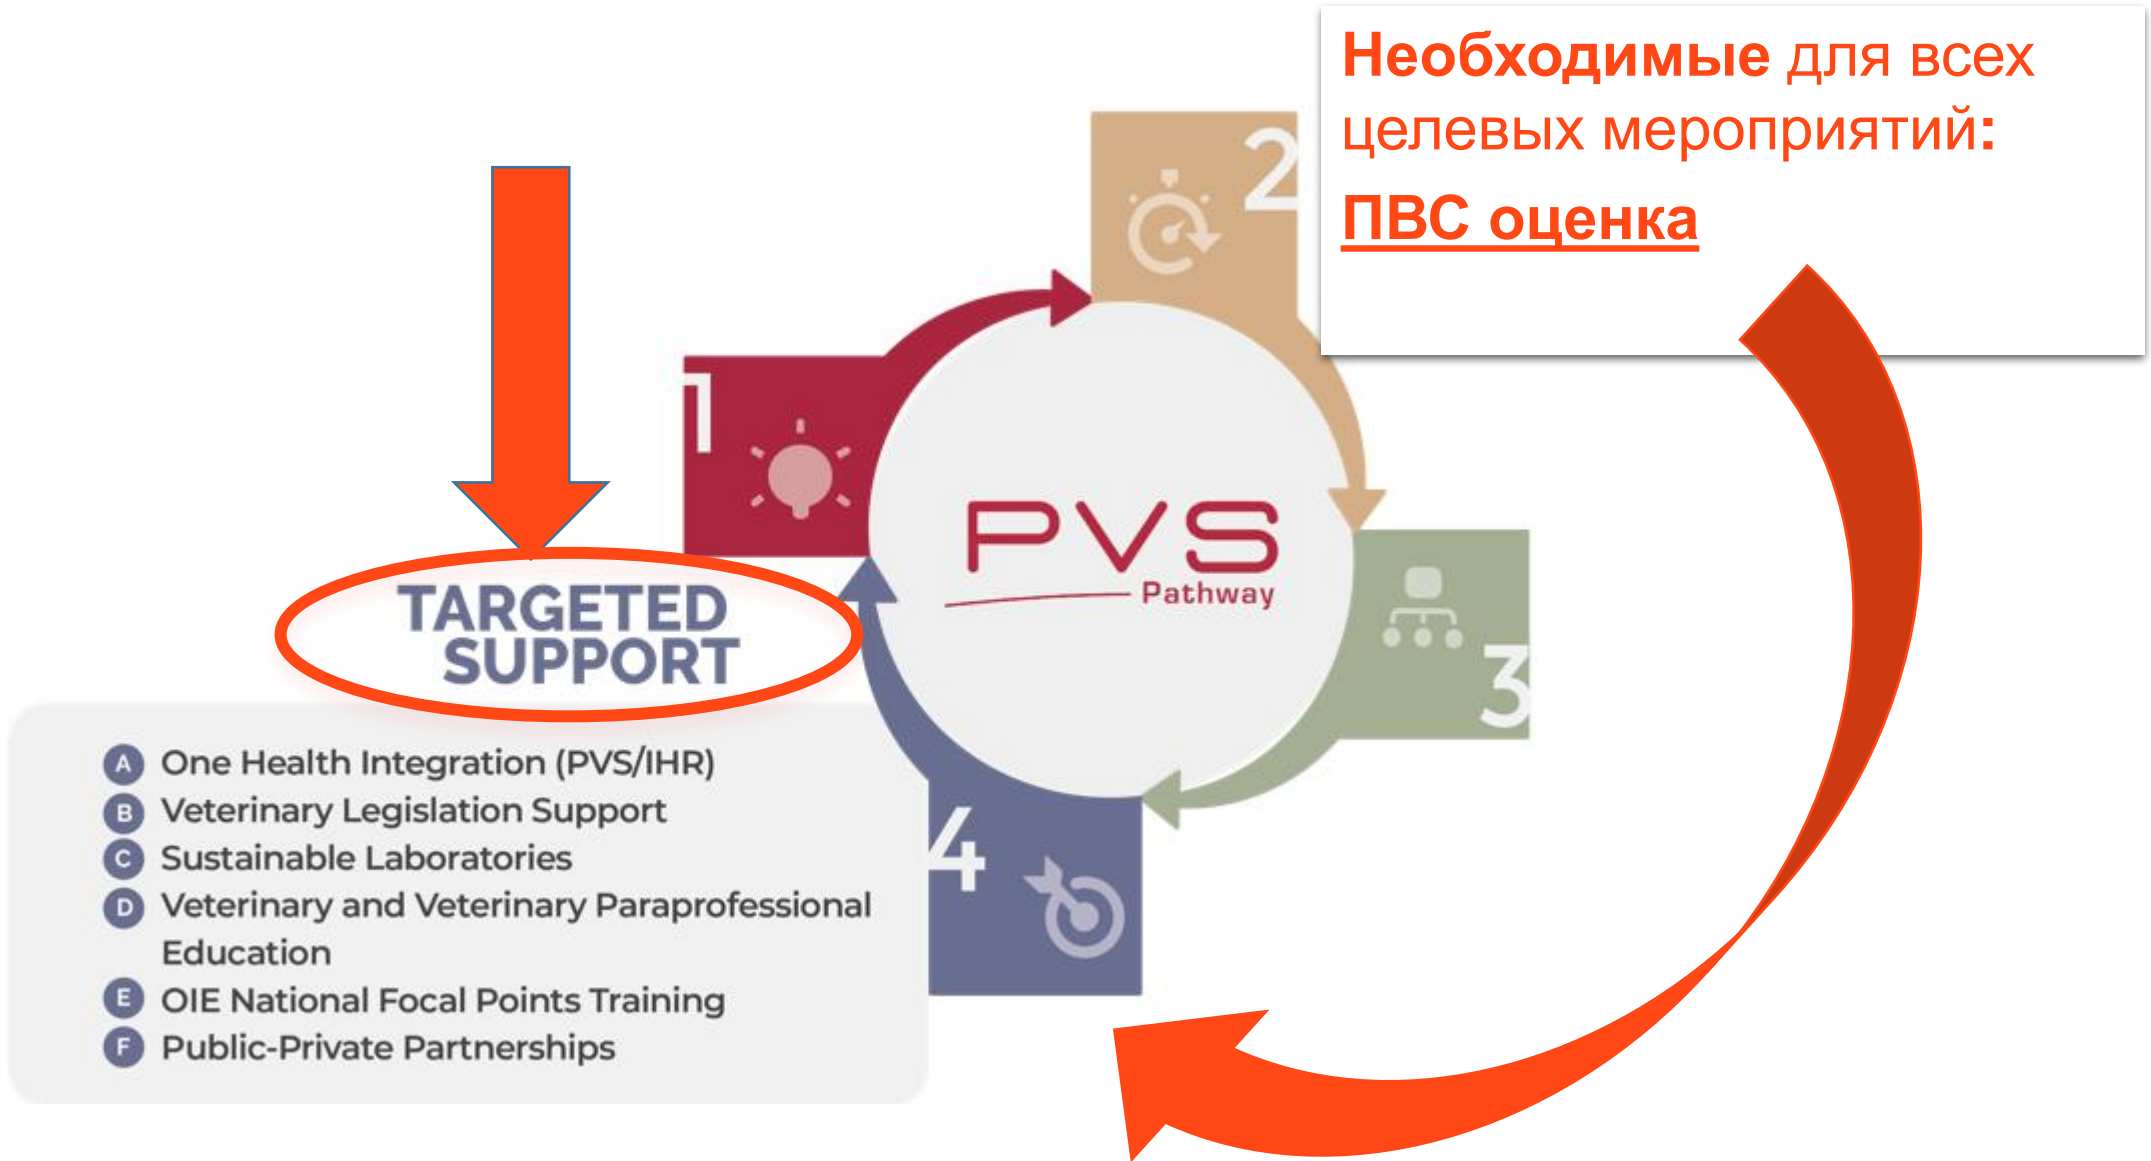 Необходимые для всех
целевых мероприятий:
ПВС оценка
2
1
PVS
Pathway
3
TARGETED
SUPPORT
4
A One Health Integration (PVS/IHR)
B Veterinary Legislation Support
C Sustainable Laboratories
D Veterinary and Veterinary Paraprofessional
Education
E OIE National Focal Points Training
F Public-Private Partnerships